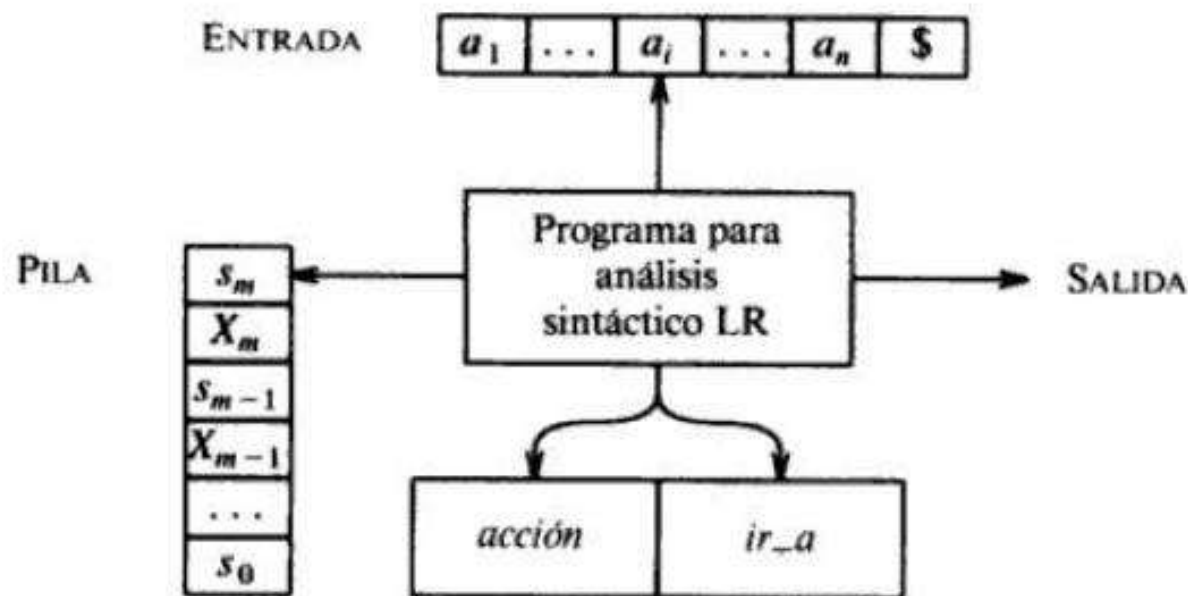 ENTRADA a₁ ... aᵢ ... aₙ $
Programa para
análisis
sintáctico LR
PILA
sₘ
Xₘ
sₘ₋₁
Xₘ₋₁
...
s₀
SALIDA
acción ir_a